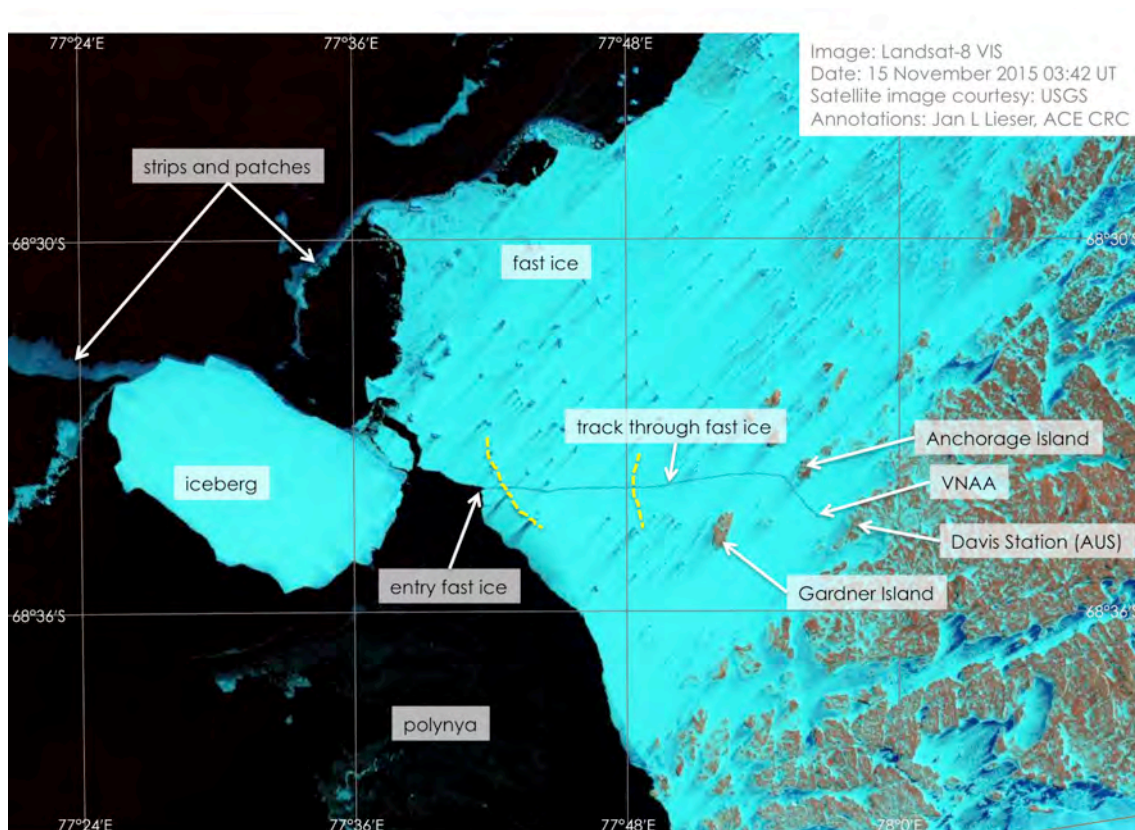 77°24'E
77°36'E
77°48'E
Image: Landsat-8 VIS
Date: 15 November 2015 03:42 UT
Satellite image courtesy: USGS
Annotations: Jan L Lieser, ACE CRC
strips and patches
68°30'S
68°30'S
fast ice
track through fast ice
Anchorage Island
iceberg
VNAA
Davis Station (AUS)
entry fast ice
Gardner Island
68°36'S
68°36'S
polynya
77°24'E
77°36'E
77°48'E
78°0'E